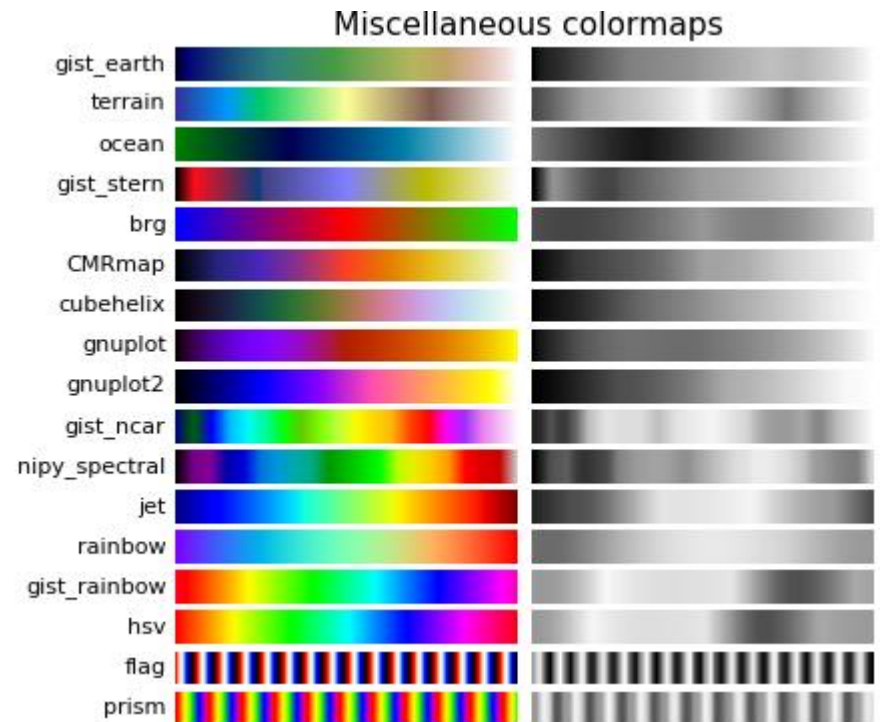 Miscellaneous colormaps
gist_earth
terrain
ocean
gist_stern
brg
CMRmap
cubehelix
gnuplot
gnuplot2
gist_ncar
nipy_spectral
jet
rainbow
gist_rainbow
hsv
flag
prism